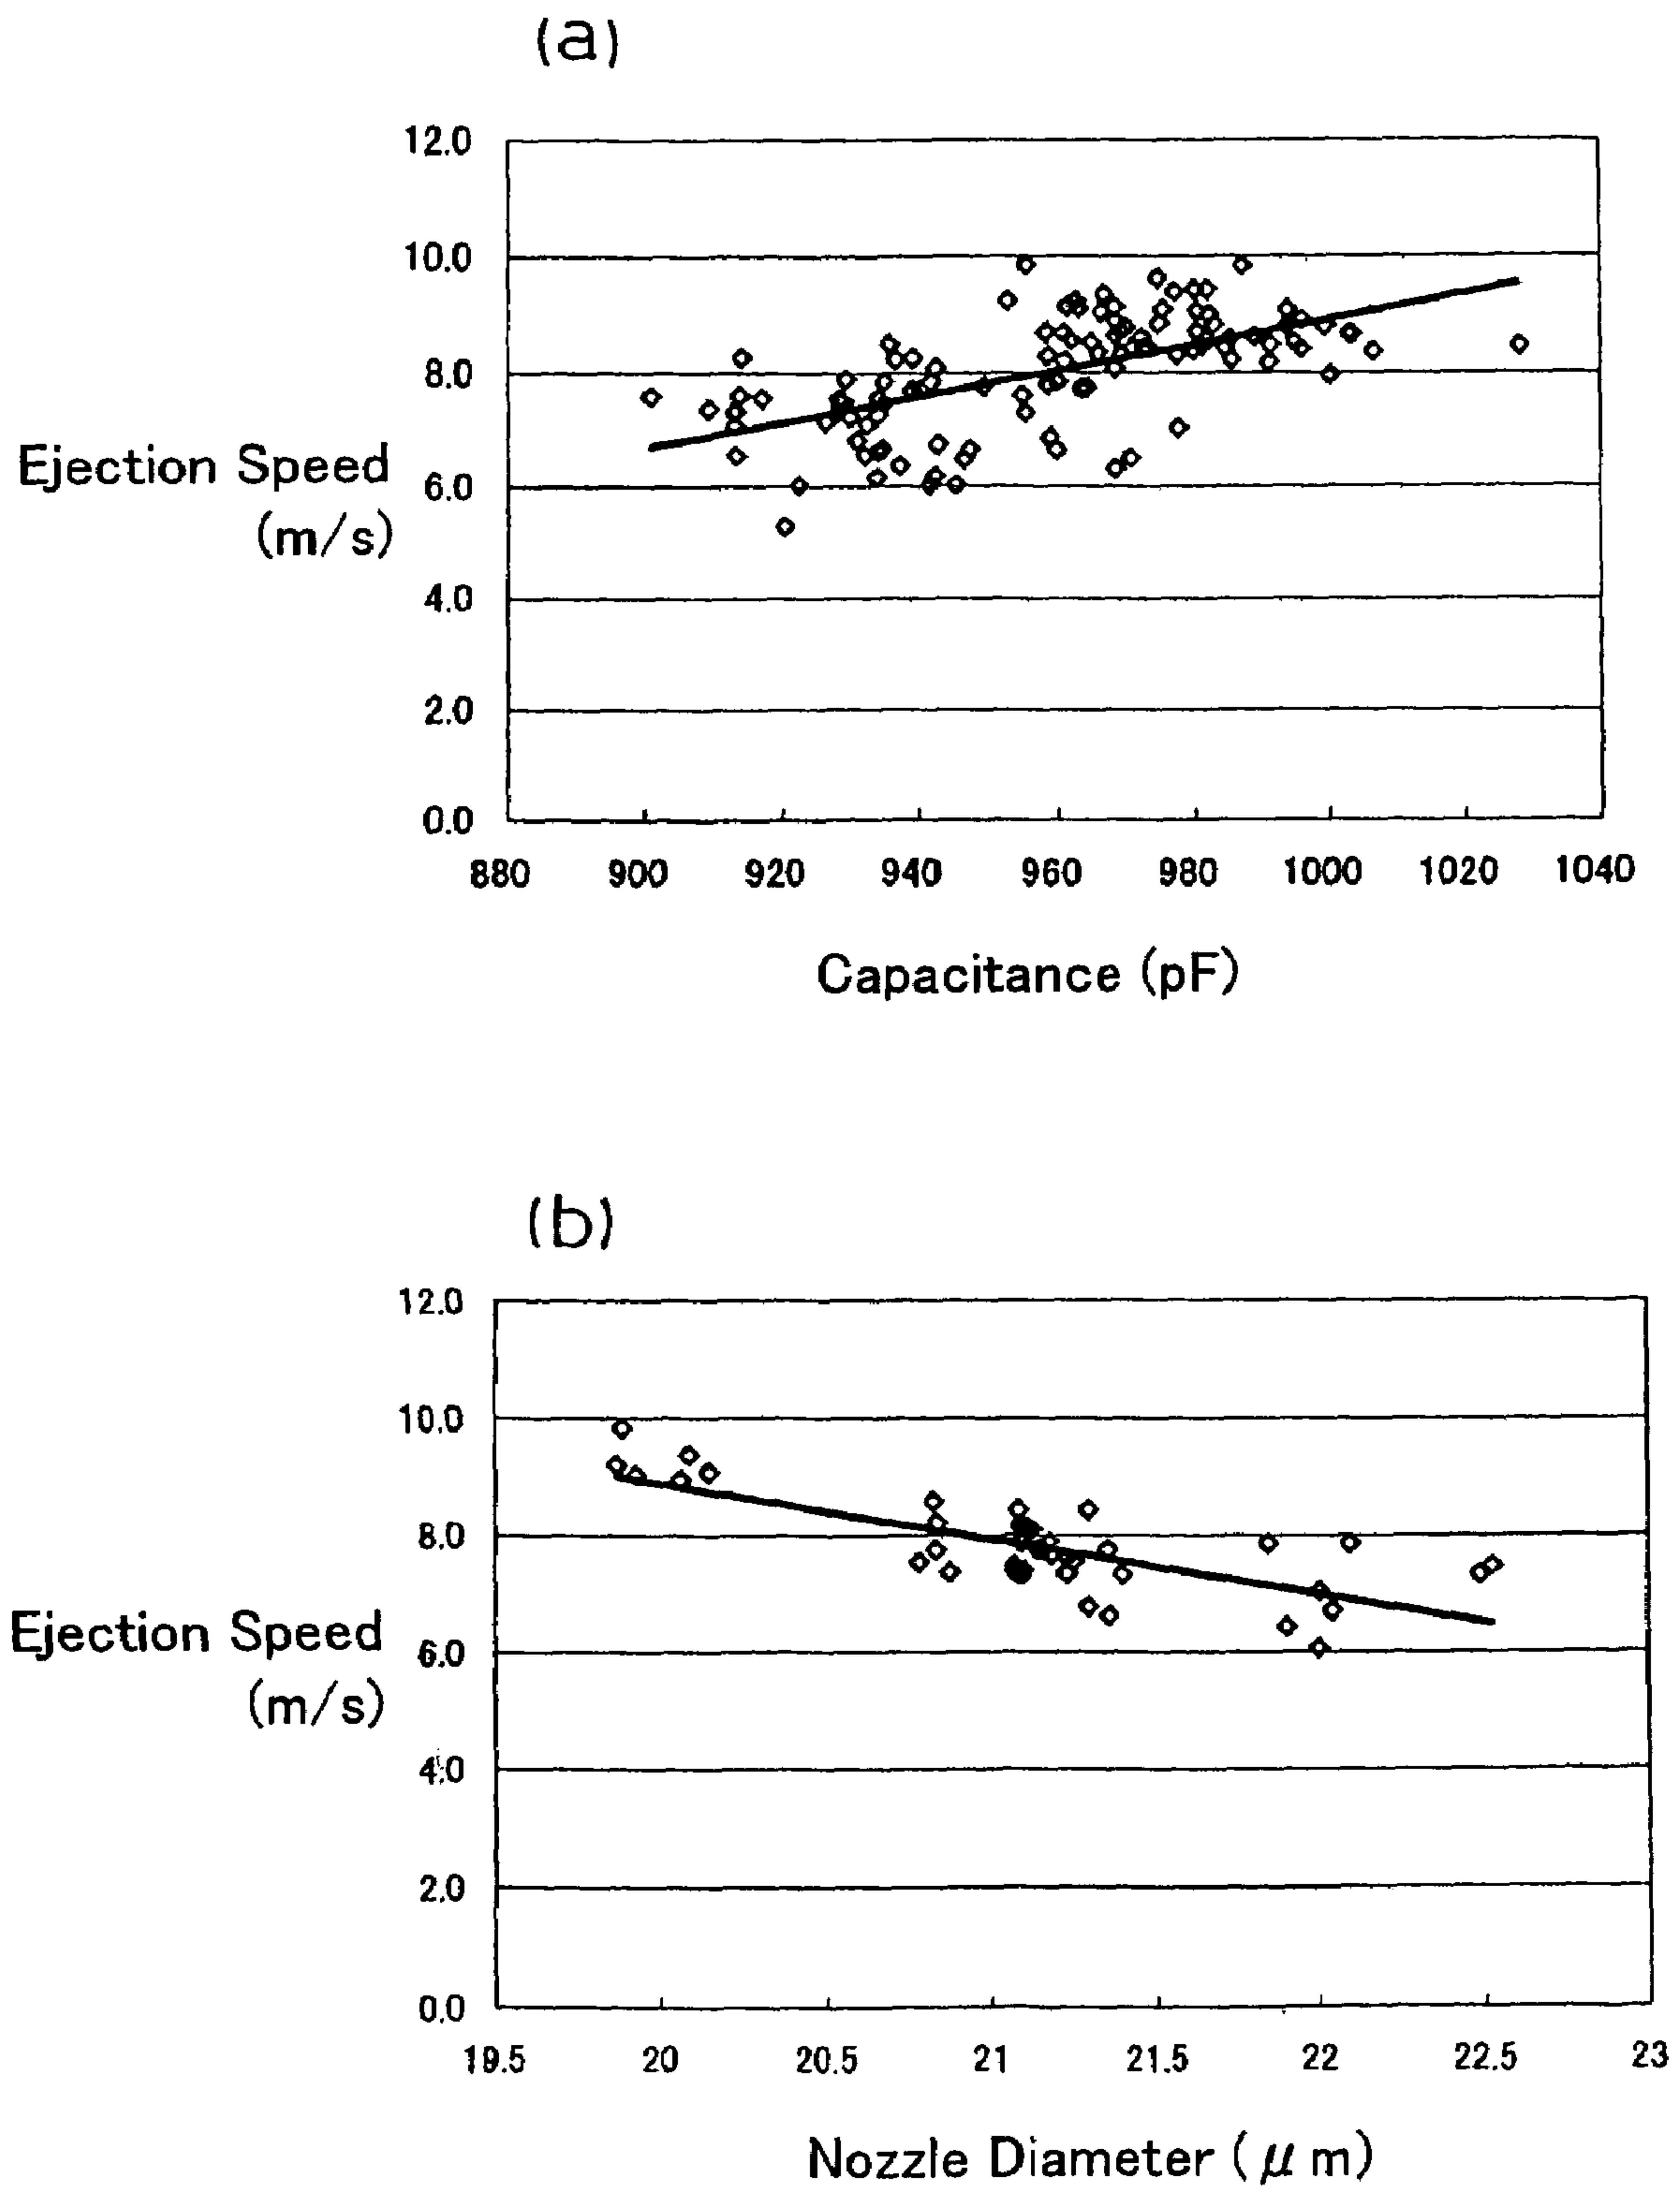 (a)
12.0
10.0
8.0
6.0
4.0
2.0
0.0
Ejection Speed
(m/s)
880 900 920 940 960 980 1000 1020 1040
Capacitance (pF)
(b)
12.0
10.0
8.0
6.0
4.0
2.0
0.0
Ejection Speed
(m/s)
19.5 20 20.5 21 21.5 22 22.5 23
Nozzle Diameter (μm)